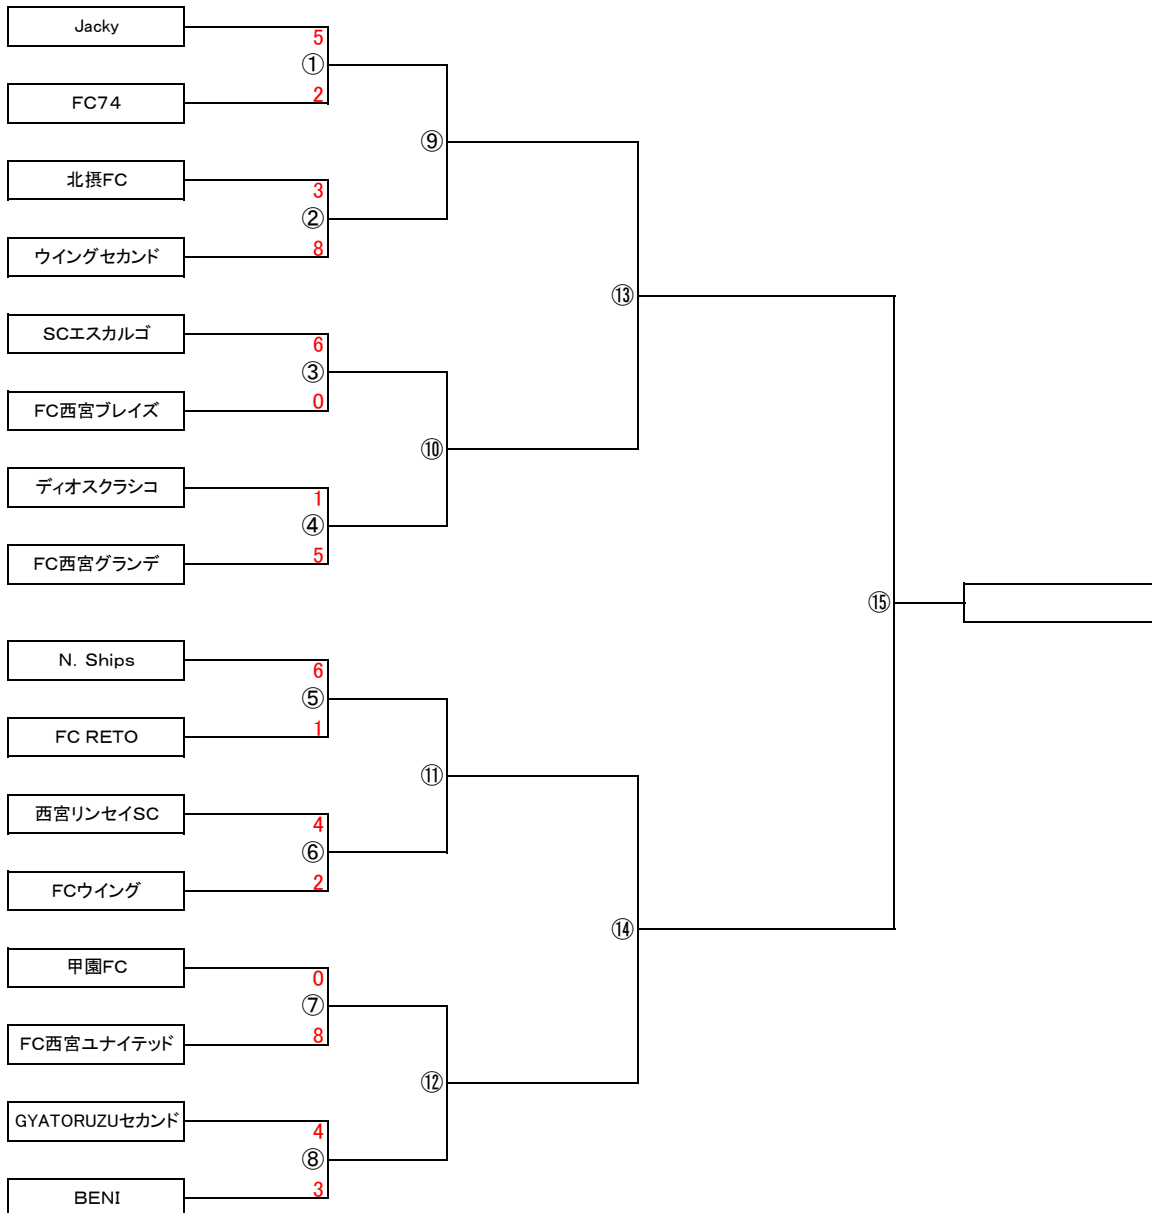 Jacky
5
①
FC74
2
⑨
北摂FC
3
②
ウイングセカンド
8
⑬
SCエスカルゴ
6
③
FC西宮ブレイズ
0
⑩
ディオスクラシコ
1
④
FC西宮グランデ
5
⑮
N. Ships
6
⑤
FC RETO
1
⑪
西宮リンセイSC
4
⑥
FCウイング
2
⑭
甲園FC
0
⑦
FC西宮ユナイテッド
8
⑫
GYATORUZUセカンド
4
⑧
BENI
3